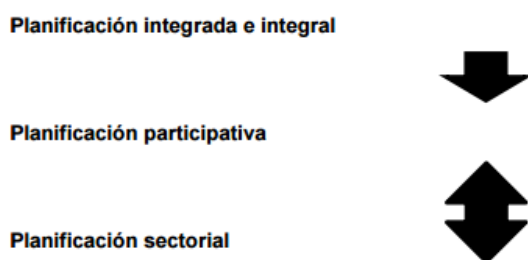 Planificación integrada e integral
Planificación participativa
Planificación sectorial